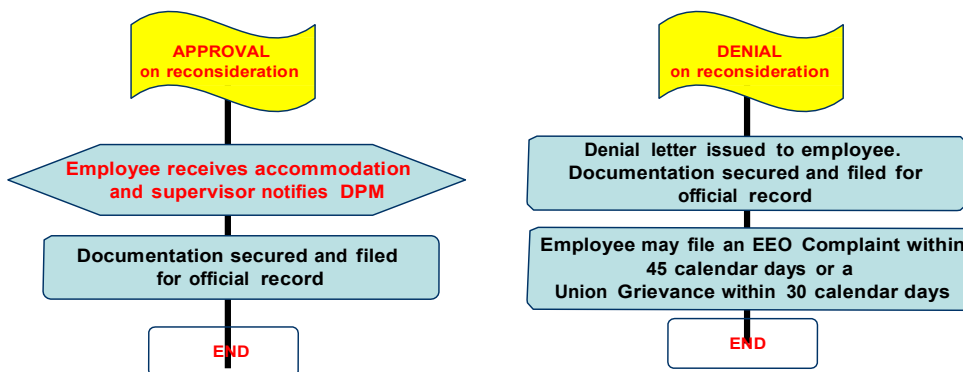 APPROVAL
on reconsideration
Employee receives accommodation
and supervisor notifies DPM
Documentation secured and filed
for official record
END
DENIAL
on reconsideration
Denial letter issued to employee.
Documentation secured and filed for
official record
Employee may file an EEO Complaint within
45 calendar days or a
Union Grievance within 30 calendar days
END